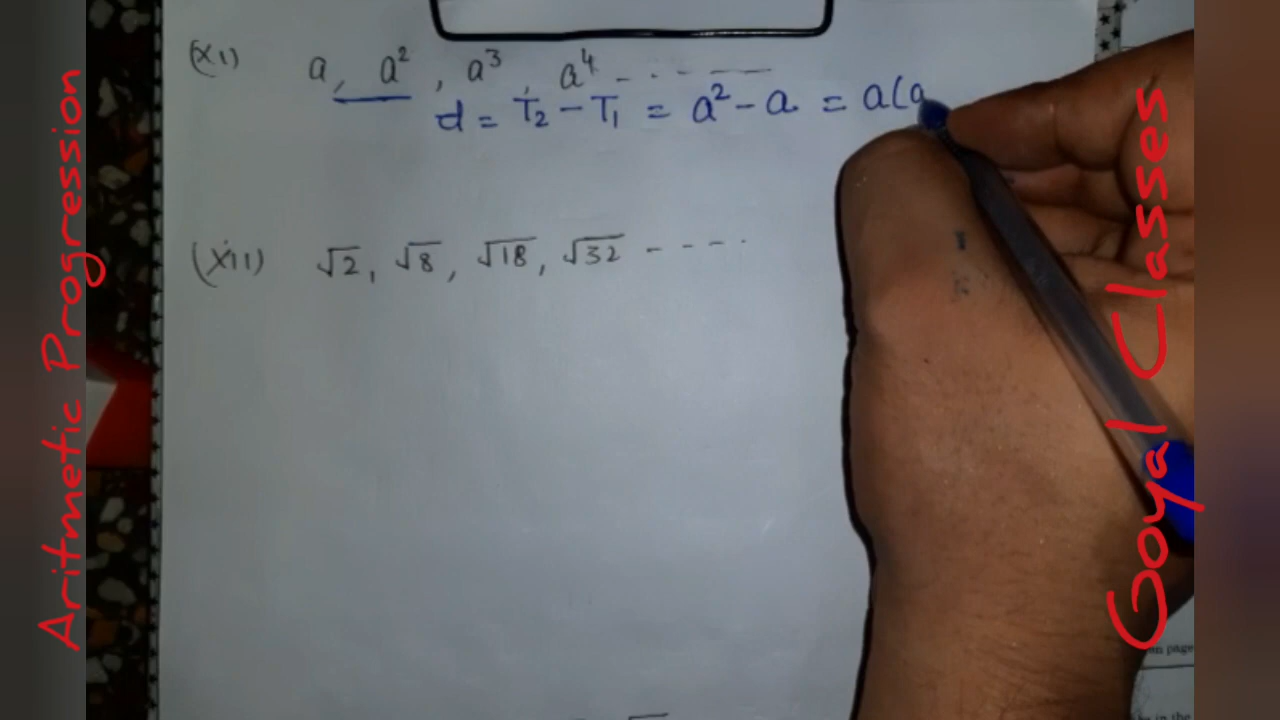 Aritmetic Progression
(XI) a, a², a³, a⁴ - - - ——
d = T₂ - T₁ = a² - a = a(a
(XII) √2, √8, √18, √32 - - - -
Goyal Classes